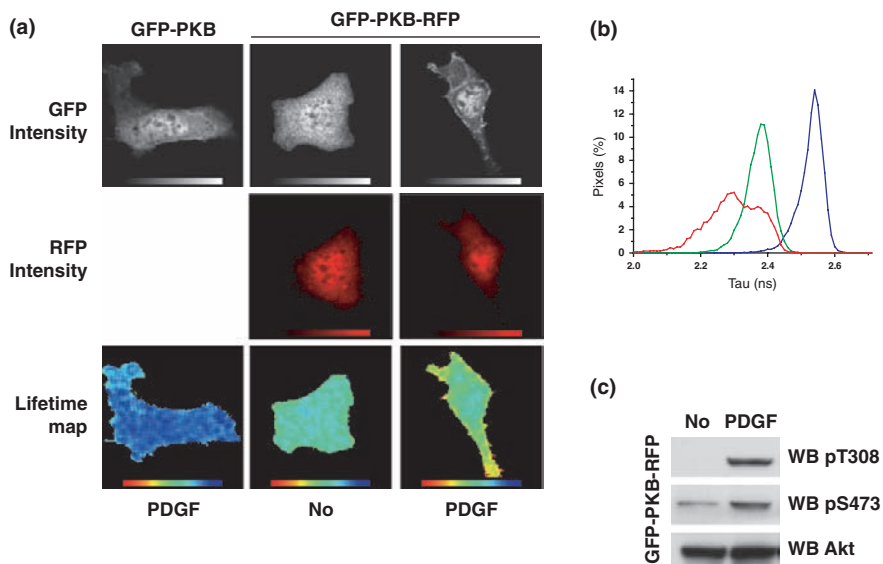 (a)
GFP-PKB
GFP-PKB-RFP
GFP
Intensity
RFP
Intensity
Lifetime
map
PDGF
No
PDGF
(b)
Pixels (%)
14
12
10
8
6
4
2
0
2.0
2.2
2.4
2.6
Tau (ns)
(c)
No
PDGF
GFP-PKB-RFP
WB pT308
WB pS473
WB Akt